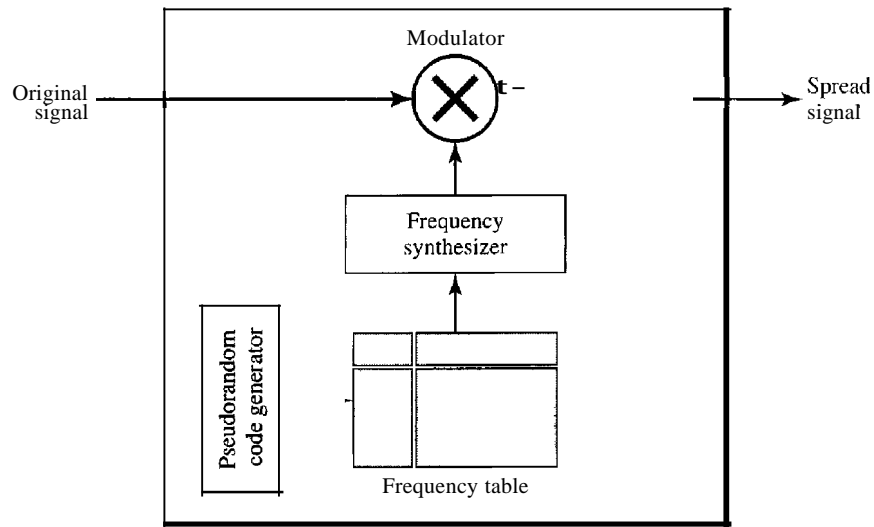 Modulator
Original
signal
t –
Spread
signal
Frequency
synthesizer
Pseudorandom
code generator
Frequency table